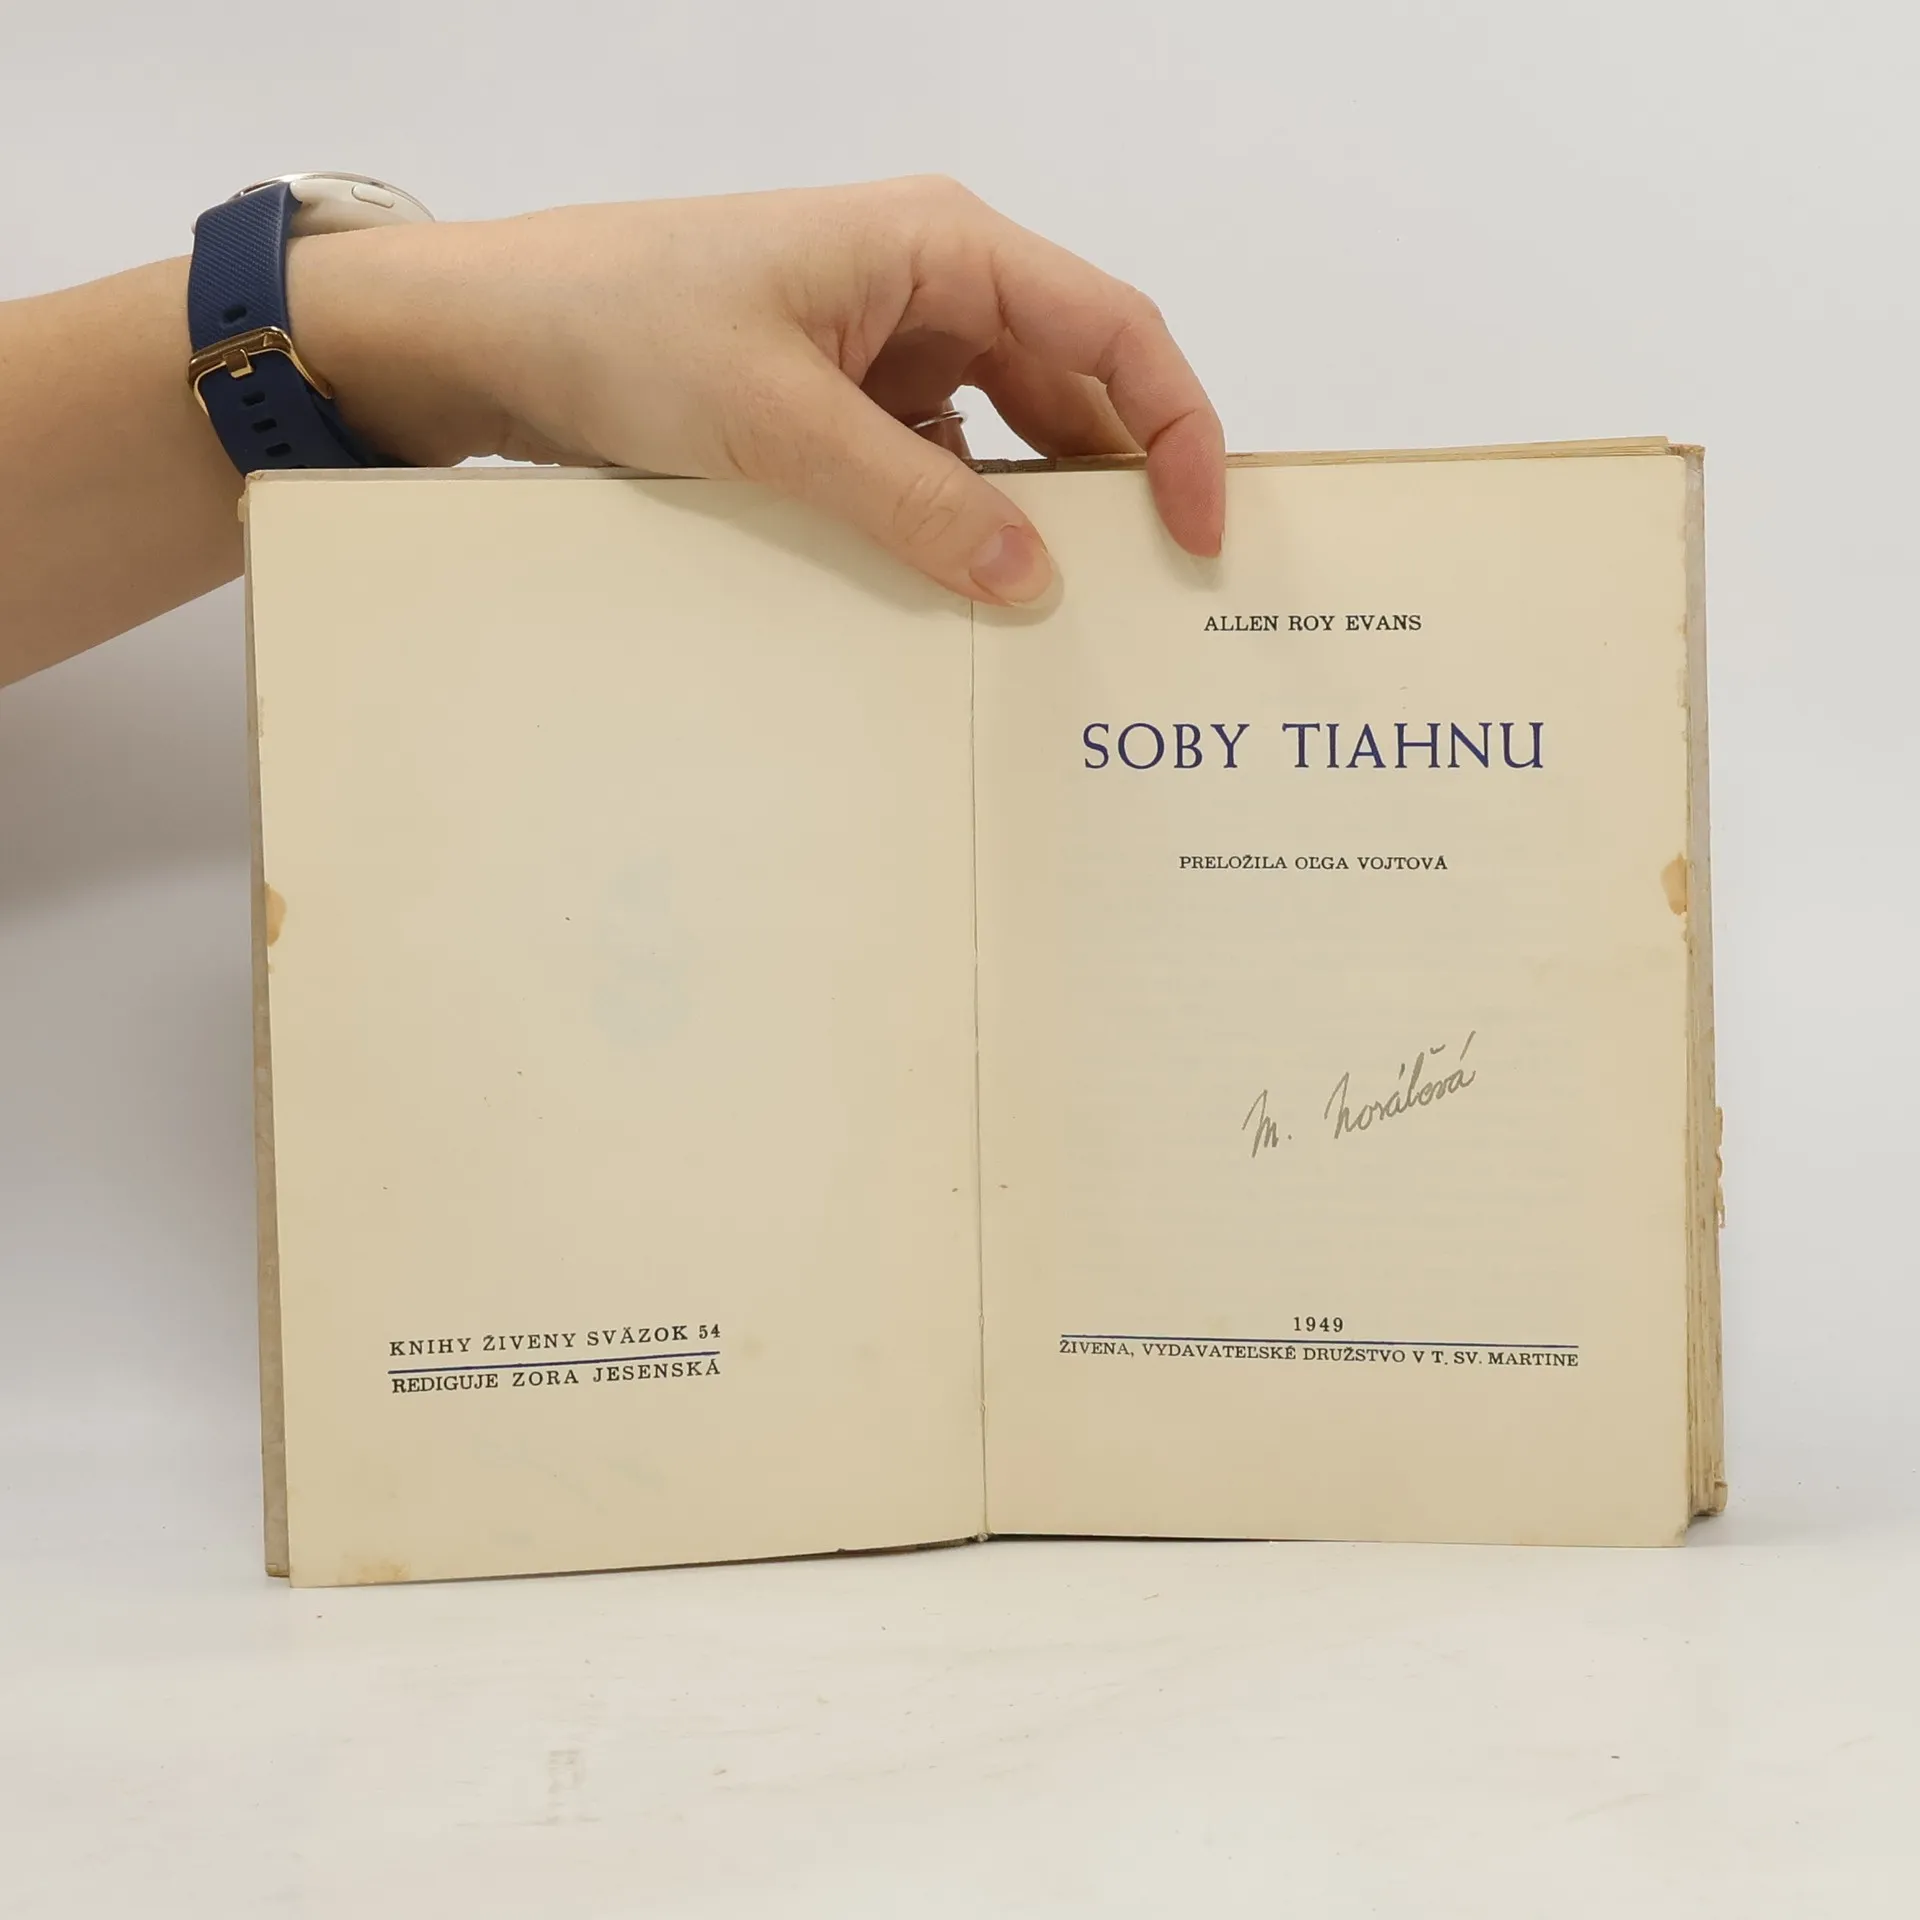 KNIHY ŽIVENY SVÄZOK 54
REDIGUJE ZORA JESENSKÁ
ALLEN ROY EVANS
SOBY TIAHNU
PRELOŽILA OĽGA VOJTOVÁ
M.
1949
ŽIVENA, VYDAVATEĽSKÉ DRUŽSTVO V T. SV. MARTINE